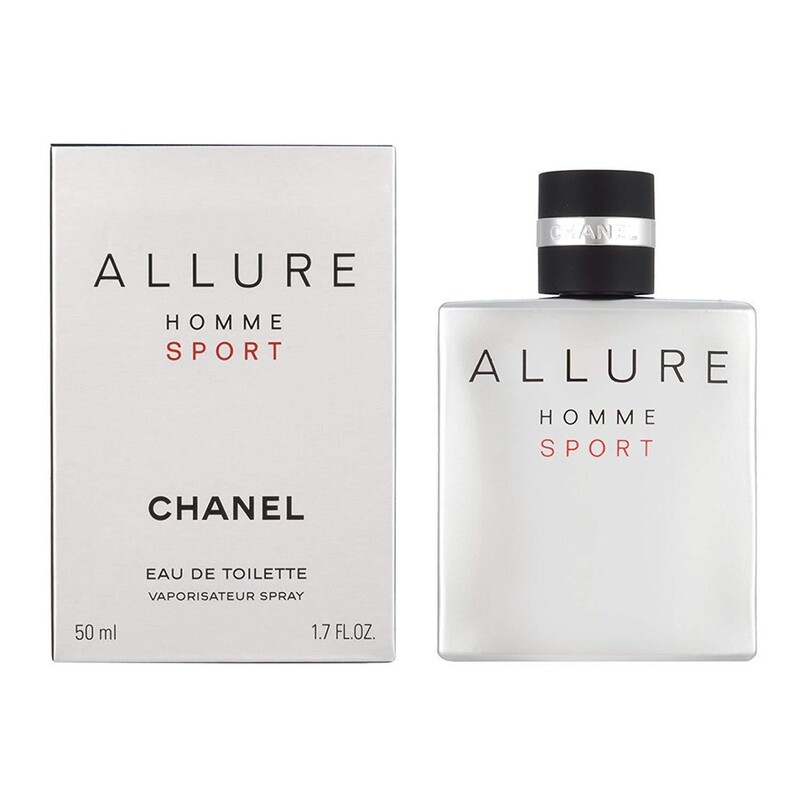 ALLURE
HOMME
SPORT
CHANEL
EAU DE TOILETTE
VAPORISATEUR SPRAY
50 ml 1.7 FL.OZ.
CHANEL
ALLURE
HOMME
SPORT